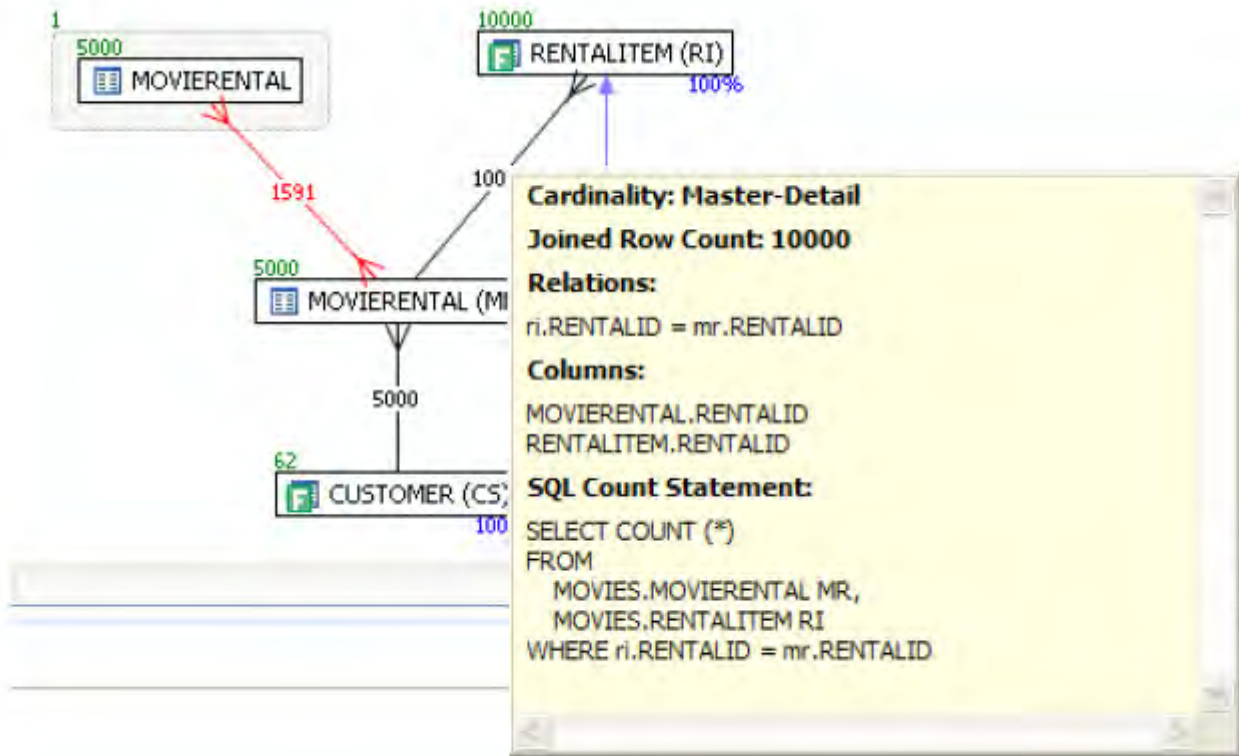 1
5000
MOVIERENTAL
10000
RENTALITEM (RI)
100%
1591
100
5000
MOVIERENTAL (M
5000
62
CUSTOMER (CS)
100
Cardinality: Master-Detail
Joined Row Count: 10000
Relations:
ri.RENTALID = mr.RENTALID
Columns:
MOVIERENTAL.RENTALID
RENTALITEM.RENTALID
SQL Count Statement:
SELECT COUNT (*)
FROM
MOVIES.MOVIERENTAL MR,
MOVIES.RENTALITEM RI
WHERE ri.RENTALID = mr.RENTALID